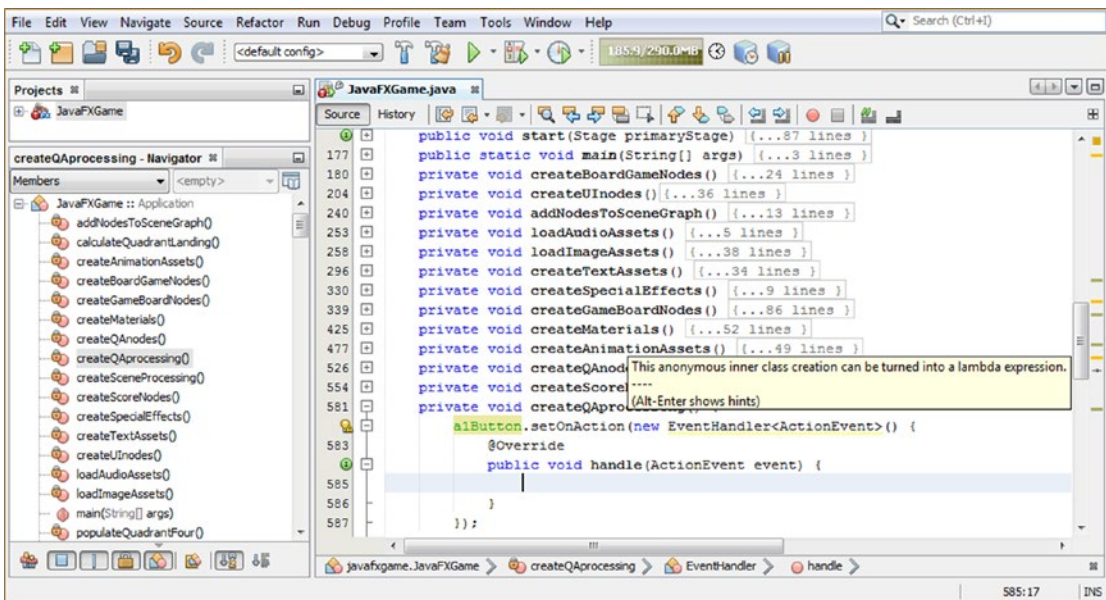 File Edit View Navigate Source Refactor Run Debug Profile Team Tools Window Help
Search (Ctrl+I)
<default config>
185.9/290.0MB
Projects
JavaFXGame
createQAprocessing - Navigator
Members
<empty>
JavaFXGame :: Application
addNodesToSceneGraph()
calculateQuadrantLanding()
createAnimationAssets()
createBoardGameNodes()
createGameBoardNodes()
createMaterials()
createQAnodes()
createQAprocessing()
createSceneProcessing()
createScoreNodes()
createSpecialEffects()
createTextAssets()
createUInodes()
loadAudioAssets()
loadImageAssets()
main(String[] args)
populateQuadrantFour()
JavaFXGame.java
Source History
public void start(Stage primaryStage) {...87 lines }
177 public static void main(String[] args) {...3 lines }
180 private void createBoardGameNodes() {...24 lines }
204 private void createUInodes(){...36 lines }
240 private void addNodesToSceneGraph() {...13 lines }
253 private void loadAudioAssets() {...5 lines }
258 private void loadImageAssets() {...38 lines }
296 private void createTextAssets() {...34 lines }
330 private void createSpecialEffects() {...9 lines }
339 private void createGameBoardNodes() {...86 lines }
425 private void createMaterials() {...52 lines }
477 private void createAnimationAssets() {...49 lines }
526 private void createQAnod
This anonymous inner class creation can be turned into a lambda expression.
----
(Alt-Enter shows hints)
554 private void createScore
581 private void createQApro
a1Button.setOnAction(new EventHandler<ActionEvent>() {
583 @Override
public void handle(ActionEvent event) {
585
586 }
587 });
javafxgame.JavaFXGame createQAprocessing EventHandler handle
585:17 INS